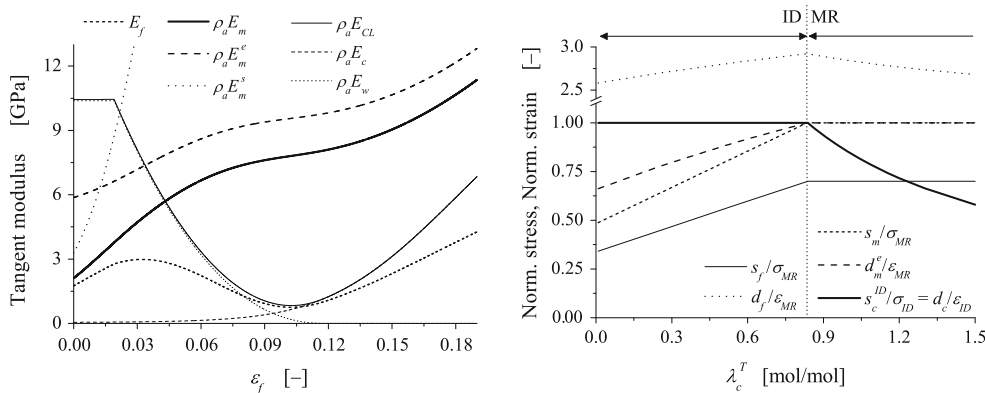 E_f
ρ_a E_m
ρ_a E_m^e
ρ_a E_m^s
ρ_a E_CL
ρ_a E_c
ρ_a E_w
Tangent modulus [GPa]
12
9
6
3
0
0.00 0.03 0.06 0.09 0.12 0.15 0.18
ε_f [−]
ID MR
Norm. stress, Norm. strain [−]
3.0
2.5
1.00
0.75
0.50
0.25
0.00
s_f/σ_MR
d_f/ε_MR
s_m/σ_MR
d_m^e/ε_MR
s_c^ID/σ_ID = d_c/ε_ID
0.0 0.3 0.6 0.9 1.2 1.5
λ_c^T [mol/mol]